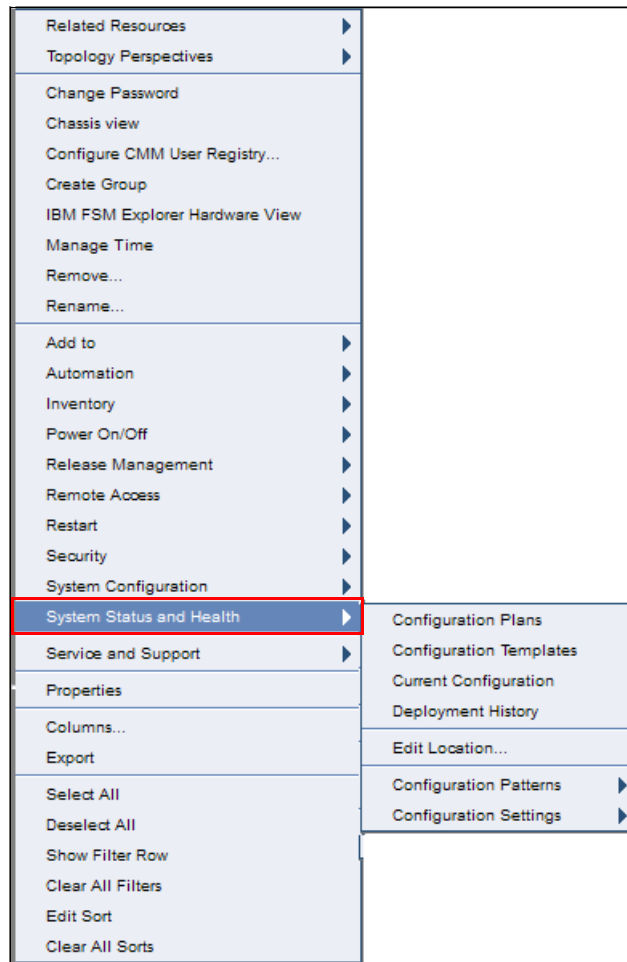 Related Resources
Topology Perspectives
Change Password
Chassis view
Configure CMM User Registry...
Create Group
IBM FSM Explorer Hardware View
Manage Time
Remove...
Rename...
Add to
Automation
Inventory
Power On/Off
Release Management
Remote Access
Restart
Security
System Configuration
System Status and Health
Service and Support
Properties
Columns...
Export
Select All
Deselect All
Show Filter Row
Clear All Filters
Edit Sort
Clear All Sorts
Configuration Plans
Configuration Templates
Current Configuration
Deployment History
Edit Location...
Configuration Patterns
Configuration Settings